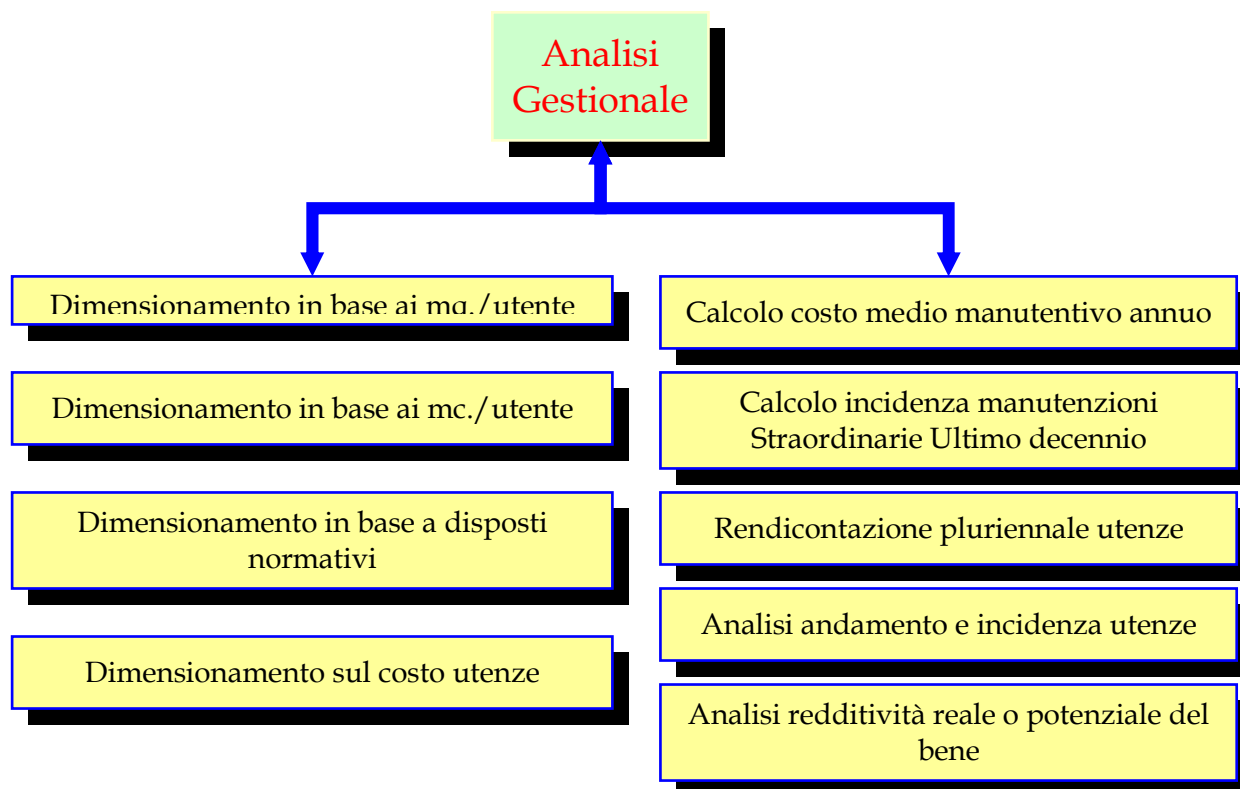 Analisi
Gestionale
Dimensionamento in base ai mq./utente
Dimensionamento in base ai mc./utente
Dimensionamento in base a disposti
normativi
Dimensionamento sul costo utenze
Calcolo costo medio manutentivo annuo
Calcolo incidenza manutenzioni
Straordinarie Ultimo decennio
Rendicontazione pluriennale utenze
Analisi andamento e incidenza utenze
Analisi redditività reale o potenziale del
bene